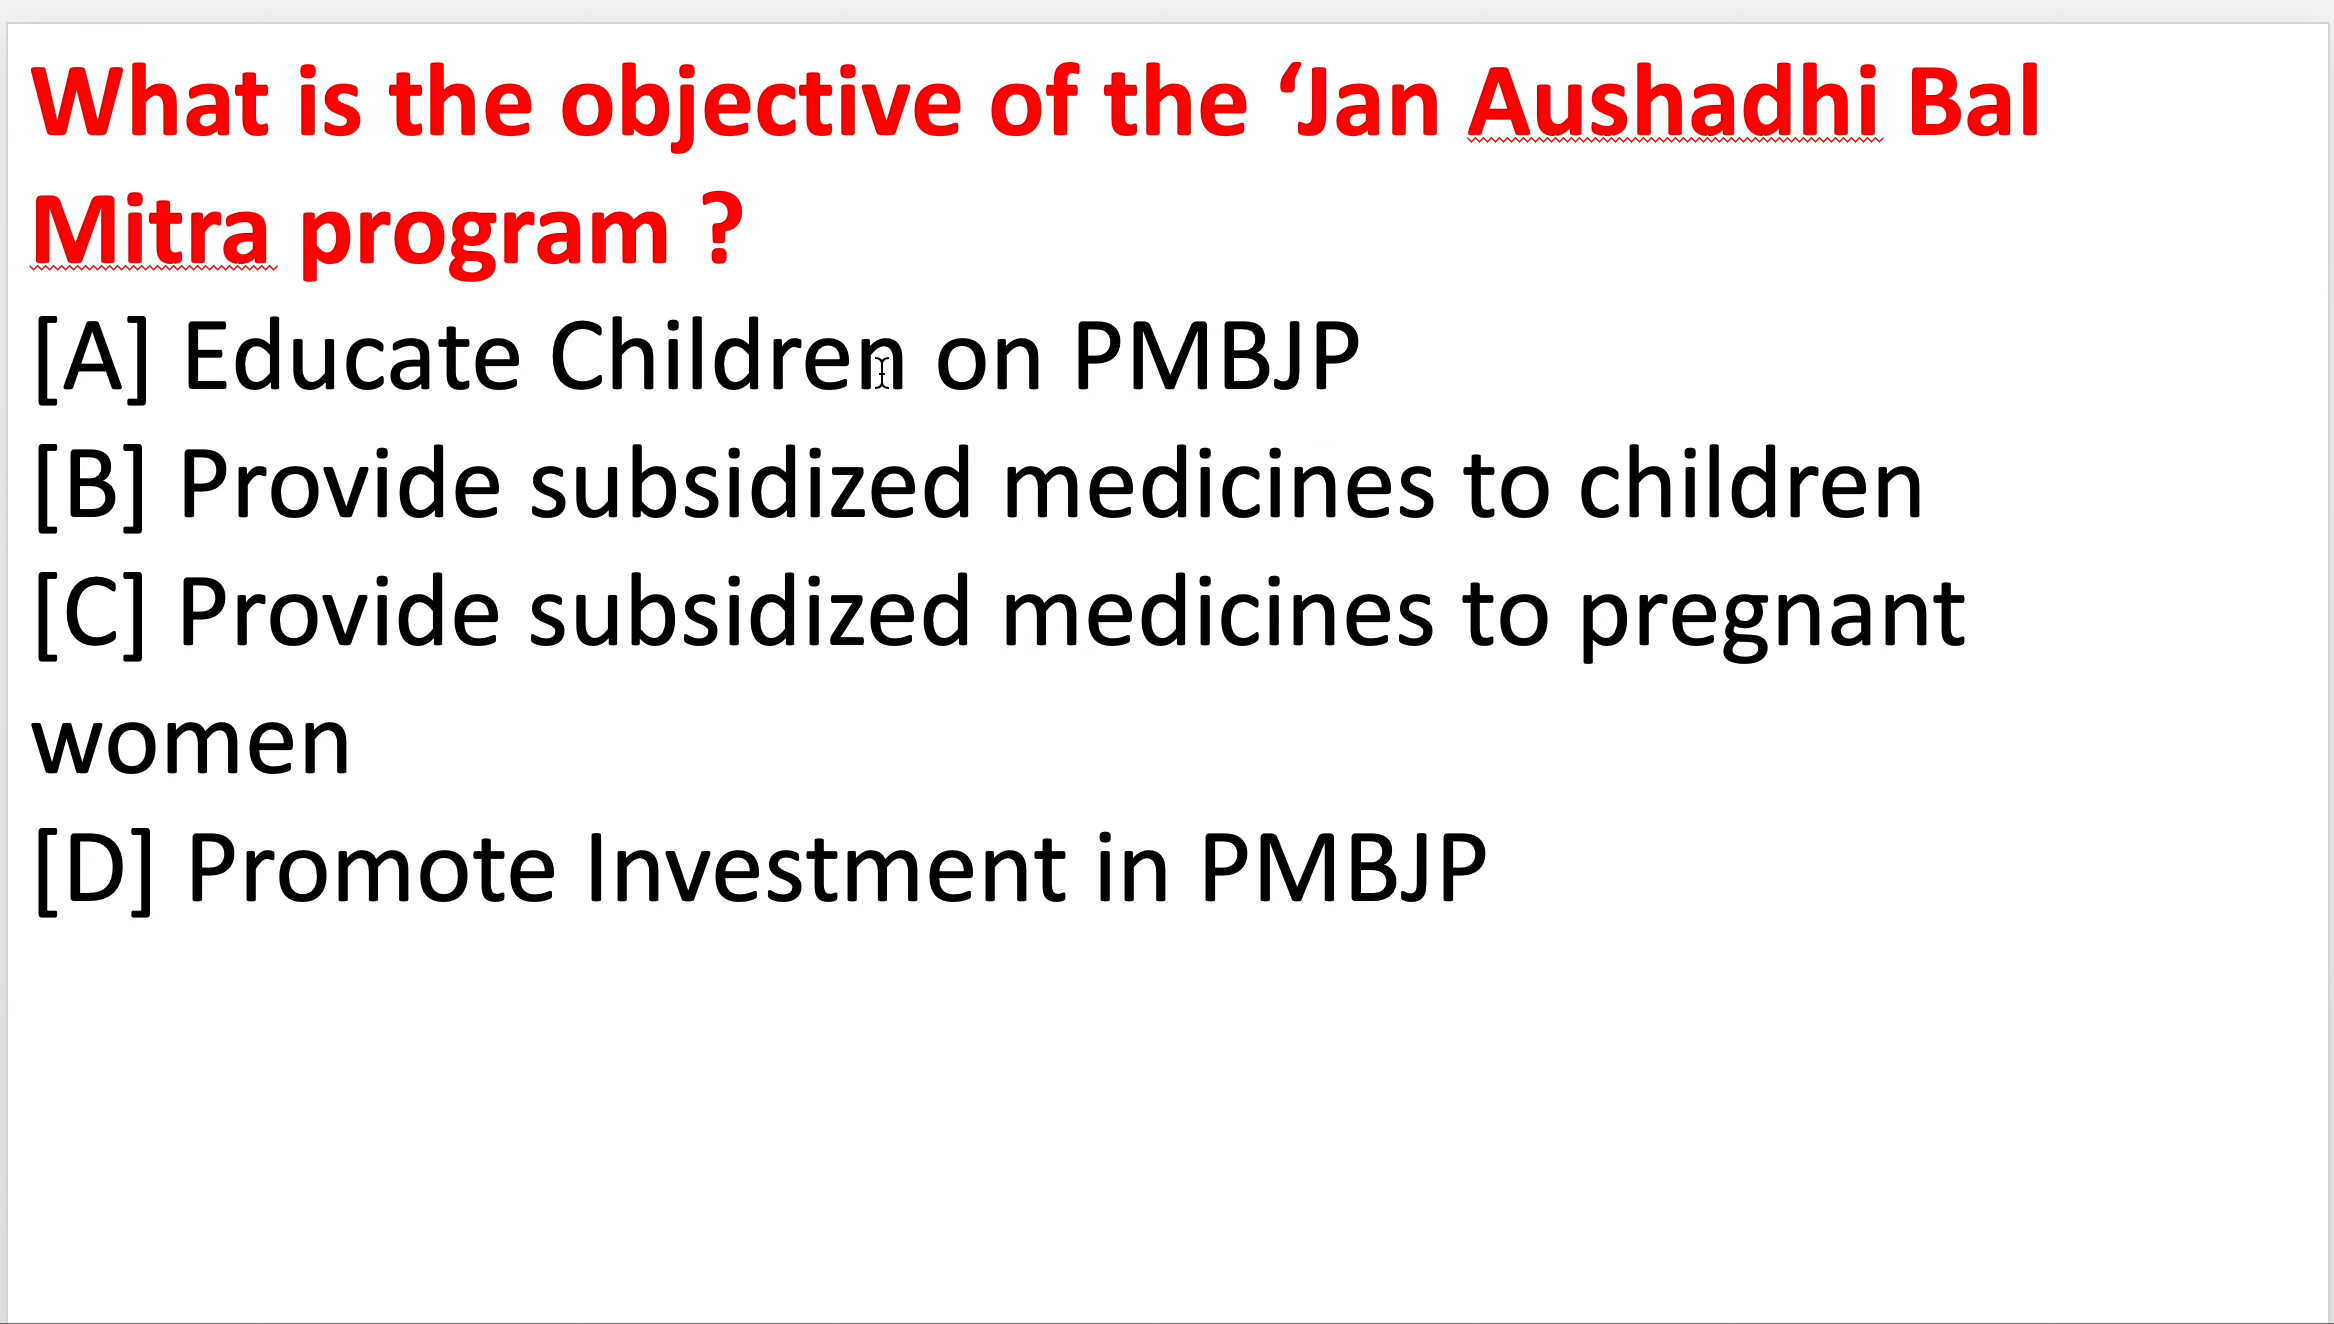 What is the objective of the ‘Jan Aushadhi Bal
Mitra program ?
[A] Educate Children on PMBJP
[B] Provide subsidized medicines to children
[C] Provide subsidized medicines to pregnant
women
[D] Promote Investment in PMBJP